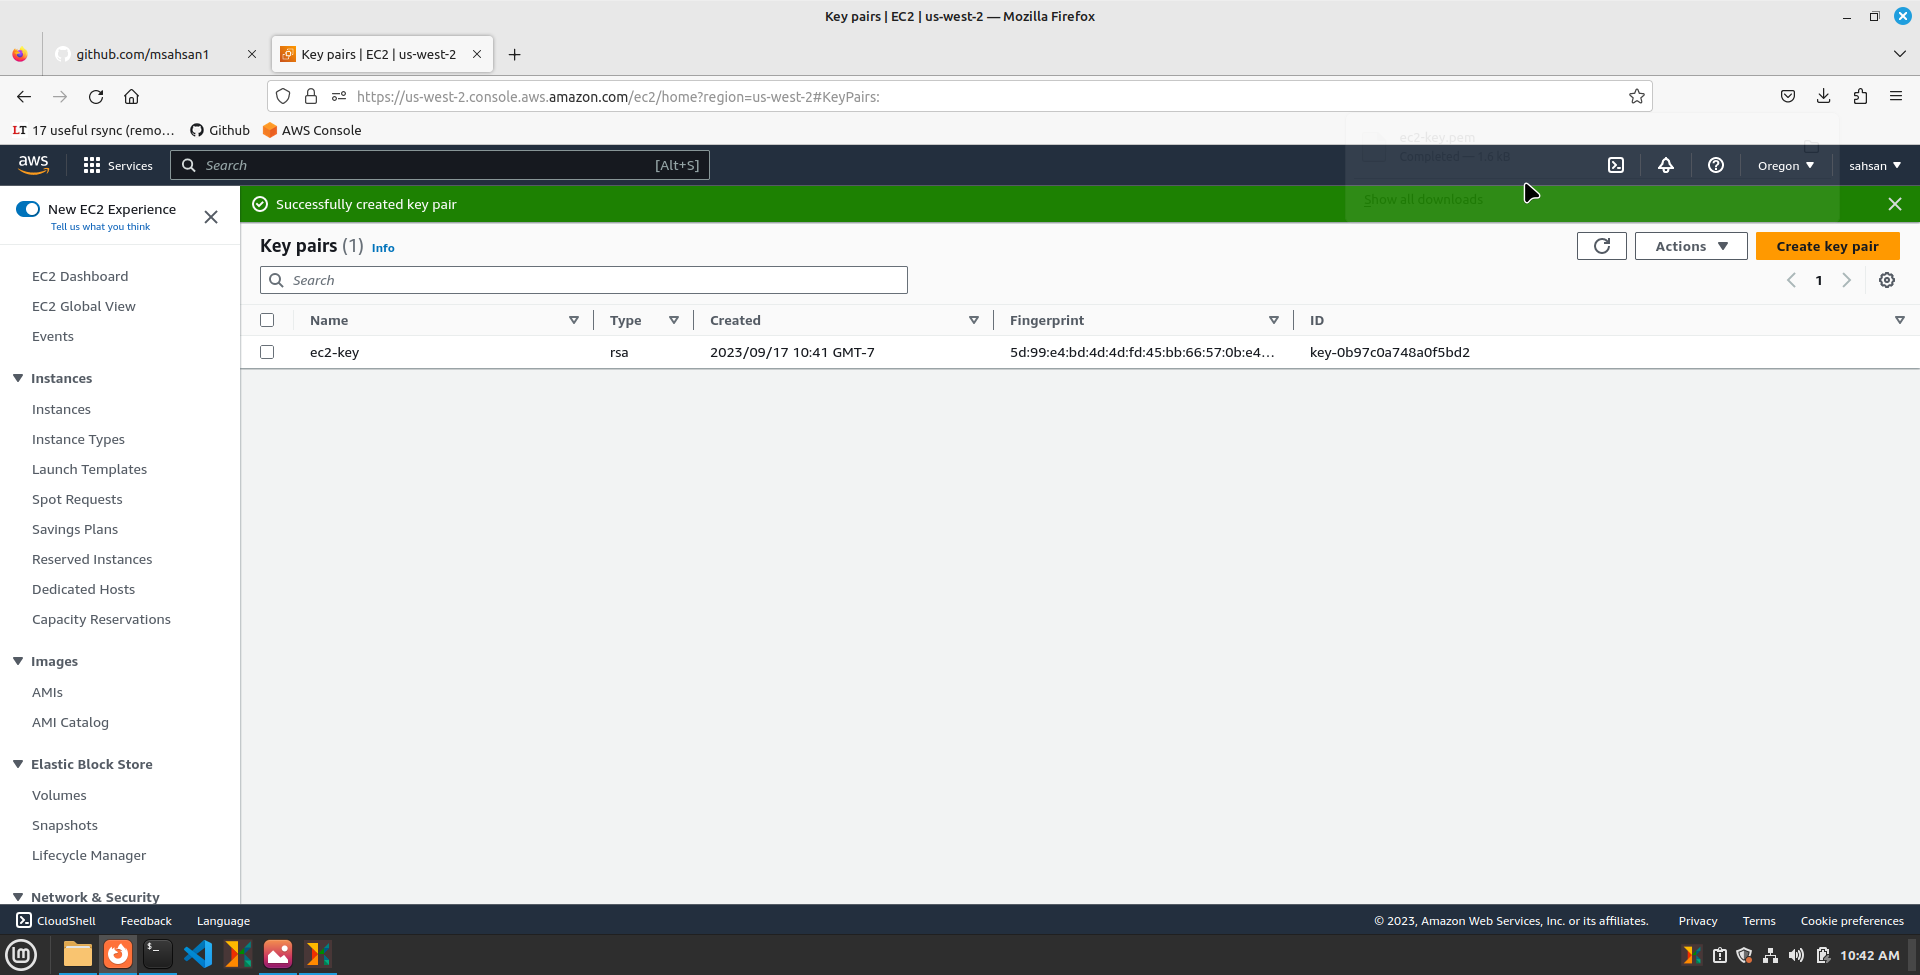 Key pairs | EC2 | us-west-2 — Mozilla Firefox
github.com/msahsan1
Key pairs | EC2 | us-west-2
https://us-west-2.console.aws.amazon.com/ec2/home?region=us-west-2#KeyPairs:
LT 17 useful rsync (remo…
Github
AWS Console
ec2-key.pem
Completed — 1.6 kB
Show all downloads
aws
Services
Search
[Alt+S]
Oregon
sahsan
New EC2 Experience
Tell us what you think
Successfully created key pair
Key pairs (1) Info
Actions
Create key pair
Search
1
Name
Type
Created
Fingerprint
ID
ec2-key
rsa
2023/09/17 10:41 GMT-7
5d:99:e4:bd:4d:4d:fd:45:bb:66:57:0b:e4…
key-0b97c0a748a0f5bd2
EC2 Dashboard
EC2 Global View
Events
Instances
Instances
Instance Types
Launch Templates
Spot Requests
Savings Plans
Reserved Instances
Dedicated Hosts
Capacity Reservations
Images
AMIs
AMI Catalog
Elastic Block Store
Volumes
Snapshots
Lifecycle Manager
Network & Security
CloudShell
Feedback
Language
© 2023, Amazon Web Services, Inc. or its affiliates.
Privacy
Terms
Cookie preferences
10:42 AM